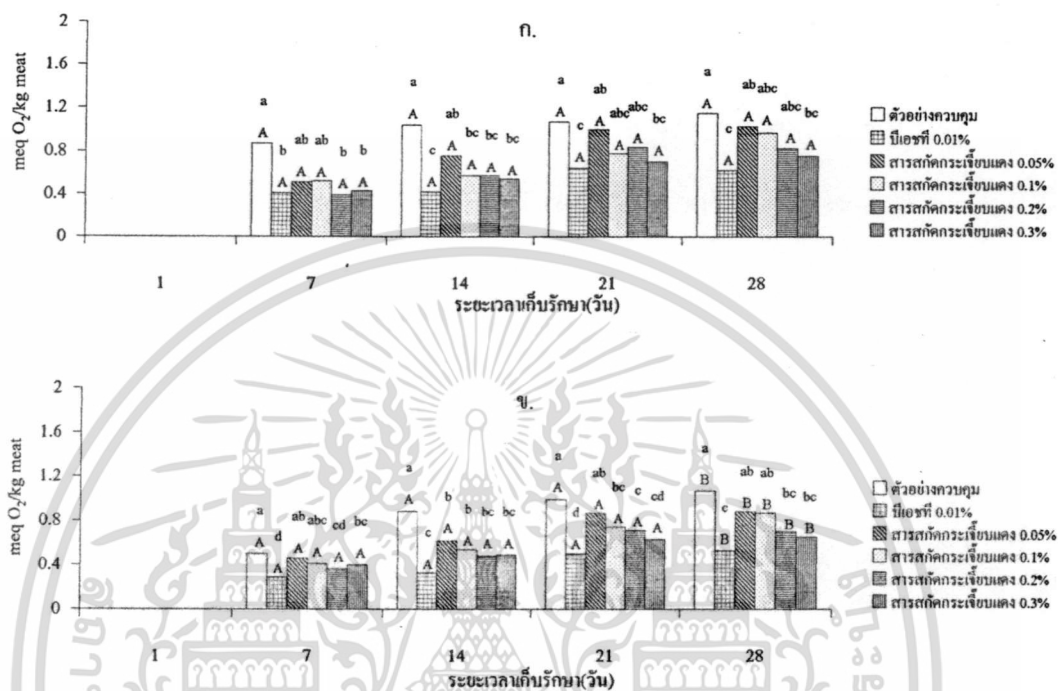 ก.
meq O2/kg meat
2
1.6
1.2
0.8
0.4
0
a b ab ab b b
A A A A A A
a c ab bc bc bc
A A A A A A
a c ab abc abc bc
A A A A A A
a c ab abc abc bc
A A A A A A
1 7 14 21 28
ระยะเวลาเก็บรักษา(วัน)
ตัวอย่างควบคุม
บีเอชที 0.01%
สารสกัดกระเจี๊ยบแดง 0.05%
สารสกัดกระเจี๊ยบแดง 0.1%
สารสกัดกระเจี๊ยบแดง 0.2%
สารสกัดกระเจี๊ยบแดง 0.3%
ข.
meq O2/kg meat
2
1.6
1.2
0.8
0.4
0
a d ab abc cd bc
A A A A A A
a c b b bc bc
A A A A A A
a d ab bc c cd
A A A A A A
a c ab ab bc bc
B B B B B B
1 7 14 21 28
ระยะเวลาเก็บรักษา(วัน)
ตัวอย่างควบคุม
บีเอชที 0.01%
สารสกัดกระเจี๊ยบแดง 0.05%
สารสกัดกระเจี๊ยบแดง 0.1%
สารสกัดกระเจี๊ยบแดง 0.2%
สารสกัดกระเจี๊ยบแดง 0.3%